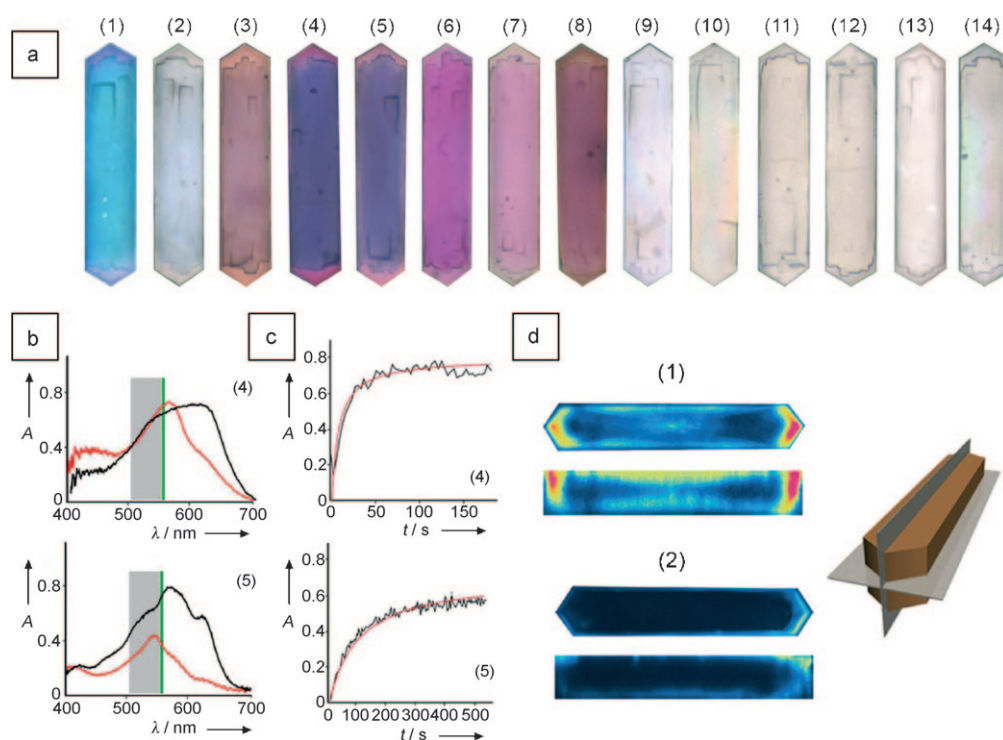 a
(1) (2) (3) (4) (5) (6) (7) (8) (9) (10) (11) (12) (13) (14)
b
0.8
A
0.4
0
400 500 600 700
λ / nm
(4)
0.8
A
0.4
0
400 500 600 700
λ / nm
(5)
c
0.8
0.6
A
0.4
0.2
0
0 50 100 150
t / s
(4)
0.8
A
0.6
0.4
0.2
0
0 100 200 300 400 500
t / s
(5)
d
(1)
(2)